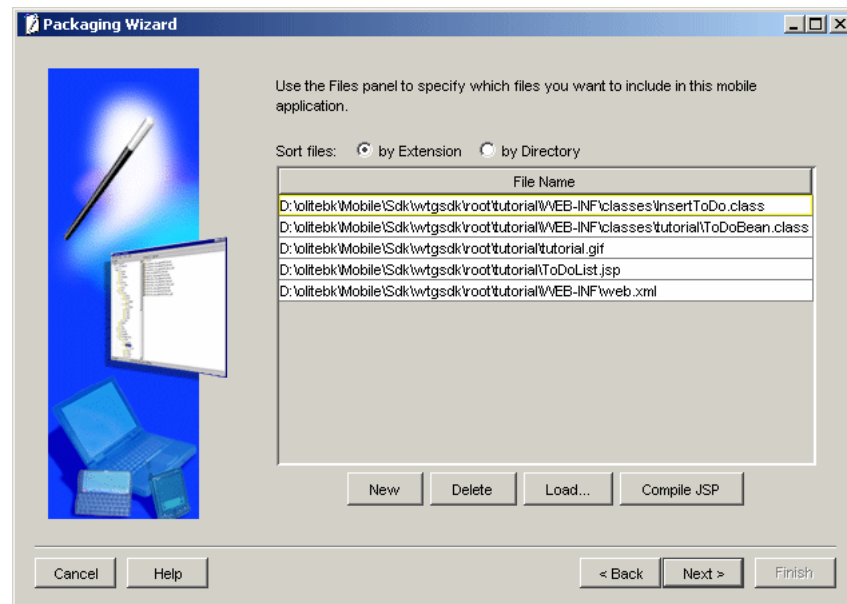 Packaging Wizard
Use the Files panel to specify which files you want to include in this mobile
application.
Sort files: by Extension by Directory
File Name
D:\olitebk\Mobile\Sdk\wtgsdk\root\tutorial\WEB-INF\classes\InsertToDo.class
D:\olitebk\Mobile\Sdk\wtgsdk\root\tutorial\WEB-INF\classes\tutorial\ToDoBean.class
D:\olitebk\Mobile\Sdk\wtgsdk\root\tutorial\tutorial.gif
D:\olitebk\Mobile\Sdk\wtgsdk\root\tutorial\ToDoList.jsp
D:\olitebk\Mobile\Sdk\wtgsdk\root\tutorial\WEB-INF\web.xml
New Delete Load... Compile JSP
Cancel Help < Back Next > Finish